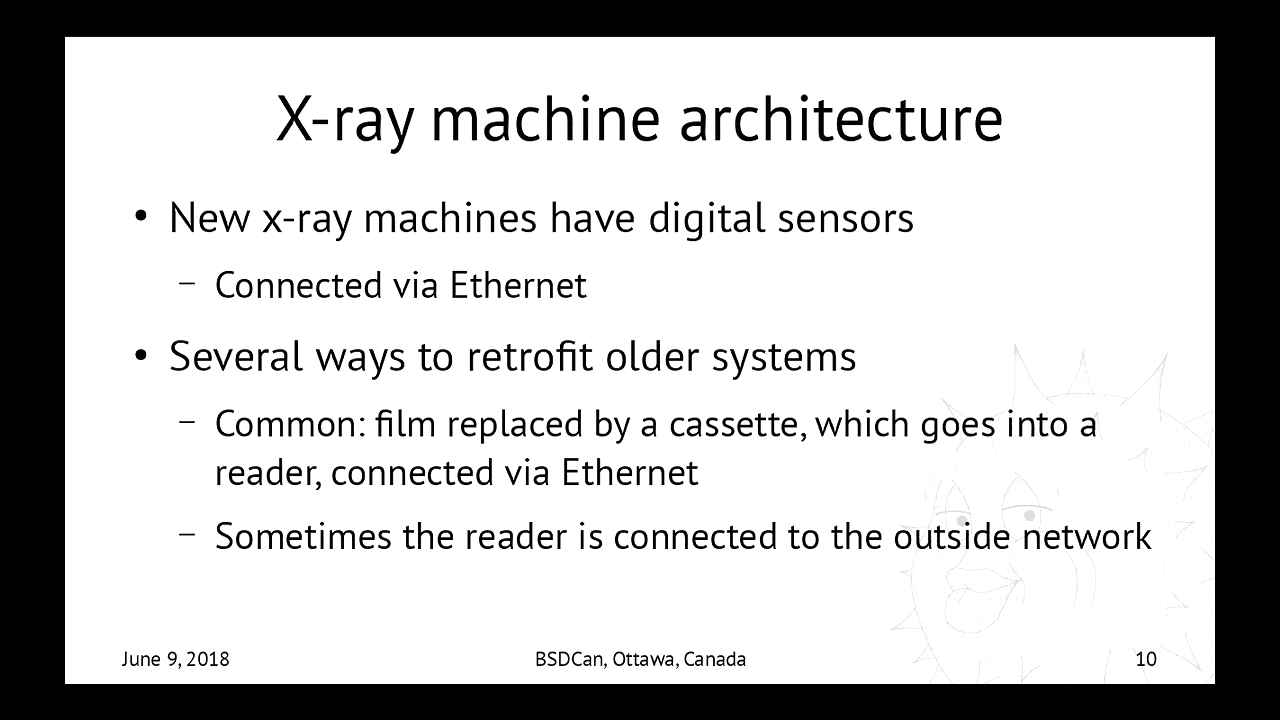 X-ray machine architecture
• New x-ray machines have digital sensors
– Connected via Ethernet
• Several ways to retrofit older systems
– Common: film replaced by a cassette, which goes into a
reader, connected via Ethernet
– Sometimes the reader is connected to the outside network
June 9, 2018 BSDCan, Ottawa, Canada 10